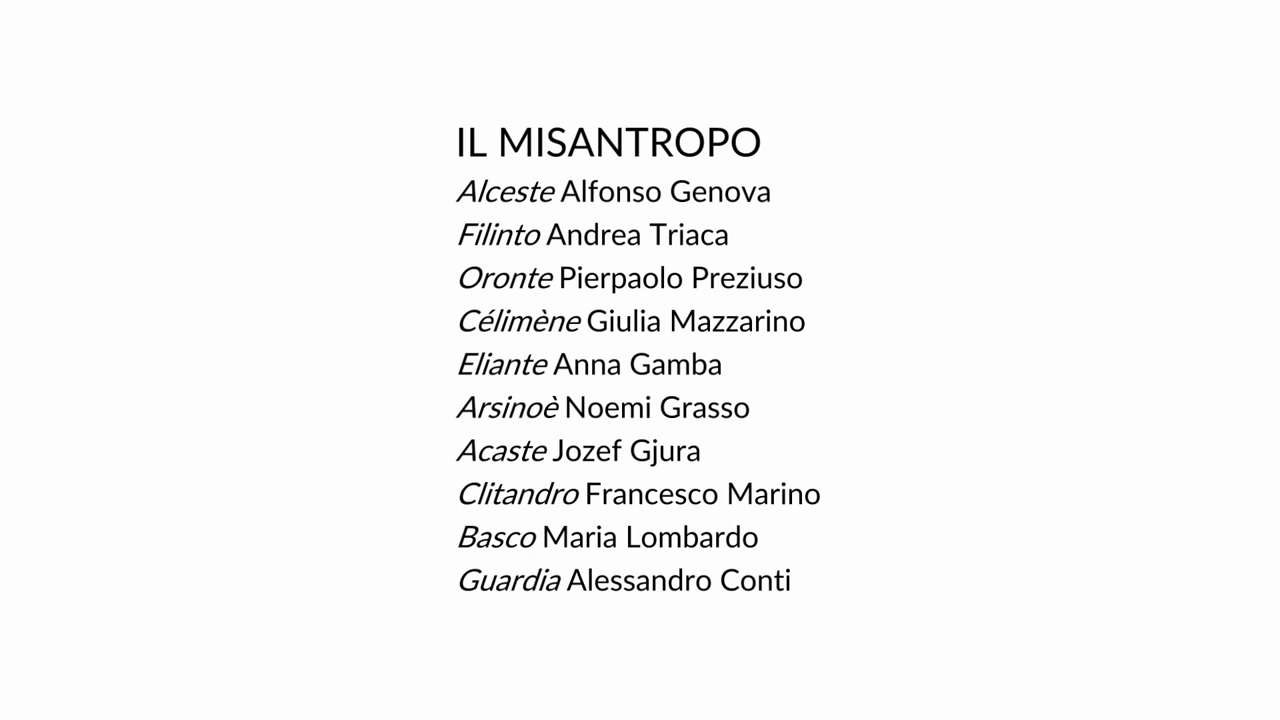 IL MISANTROPO
Alceste Alfonso Genova
Filinto Andrea Triaca
Oronte Pierpaolo Preziuso
Célimène Giulia Mazzarino
Eliante Anna Gamba
Arsinoè Noemi Grasso
Acaste Jozef Gjura
Clitandro Francesco Marino
Basco Maria Lombardo
Guardia Alessandro Conti